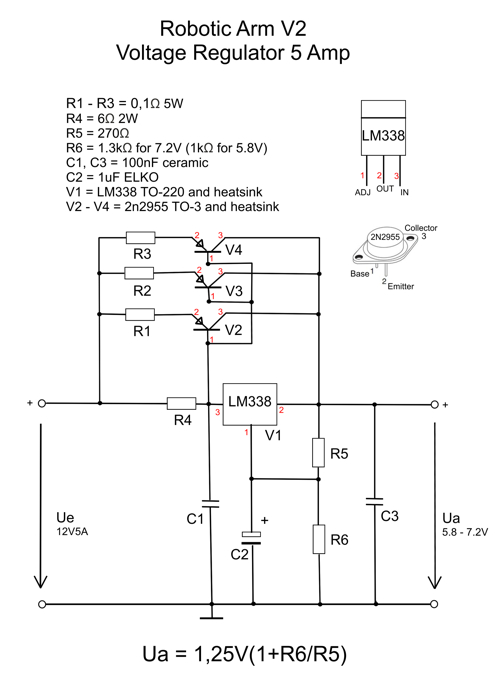 Robotic Arm V2
Voltage Regulator 5 Amp
R1 - R3 = 0,1Ω 5W
R4 = 6Ω 2W
R5 = 270Ω
R6 = 1.3kΩ for 7.2V (1kΩ for 5.8V)
C1, C3 = 100nF ceramic
C2 = 1uF ELKO
V1 = LM338 TO-220 and heatsink
V2 - V4 = 2n2955 TO-3 and heatsink
LM338
1 2 3
ADJ OUT IN
2N2955
Collector
3
Base 1
2
Emitter
2 3
R3
V4
1
2 3
R2
V3
1
2 3
R1
V2
1
+
R4
3
LM338
2
+
1
V1
R5
Ue
12V5A
C1
+
C2
R6
C3
Ua
5.8 - 7.2V
Ua = 1,25V(1+R6/R5)